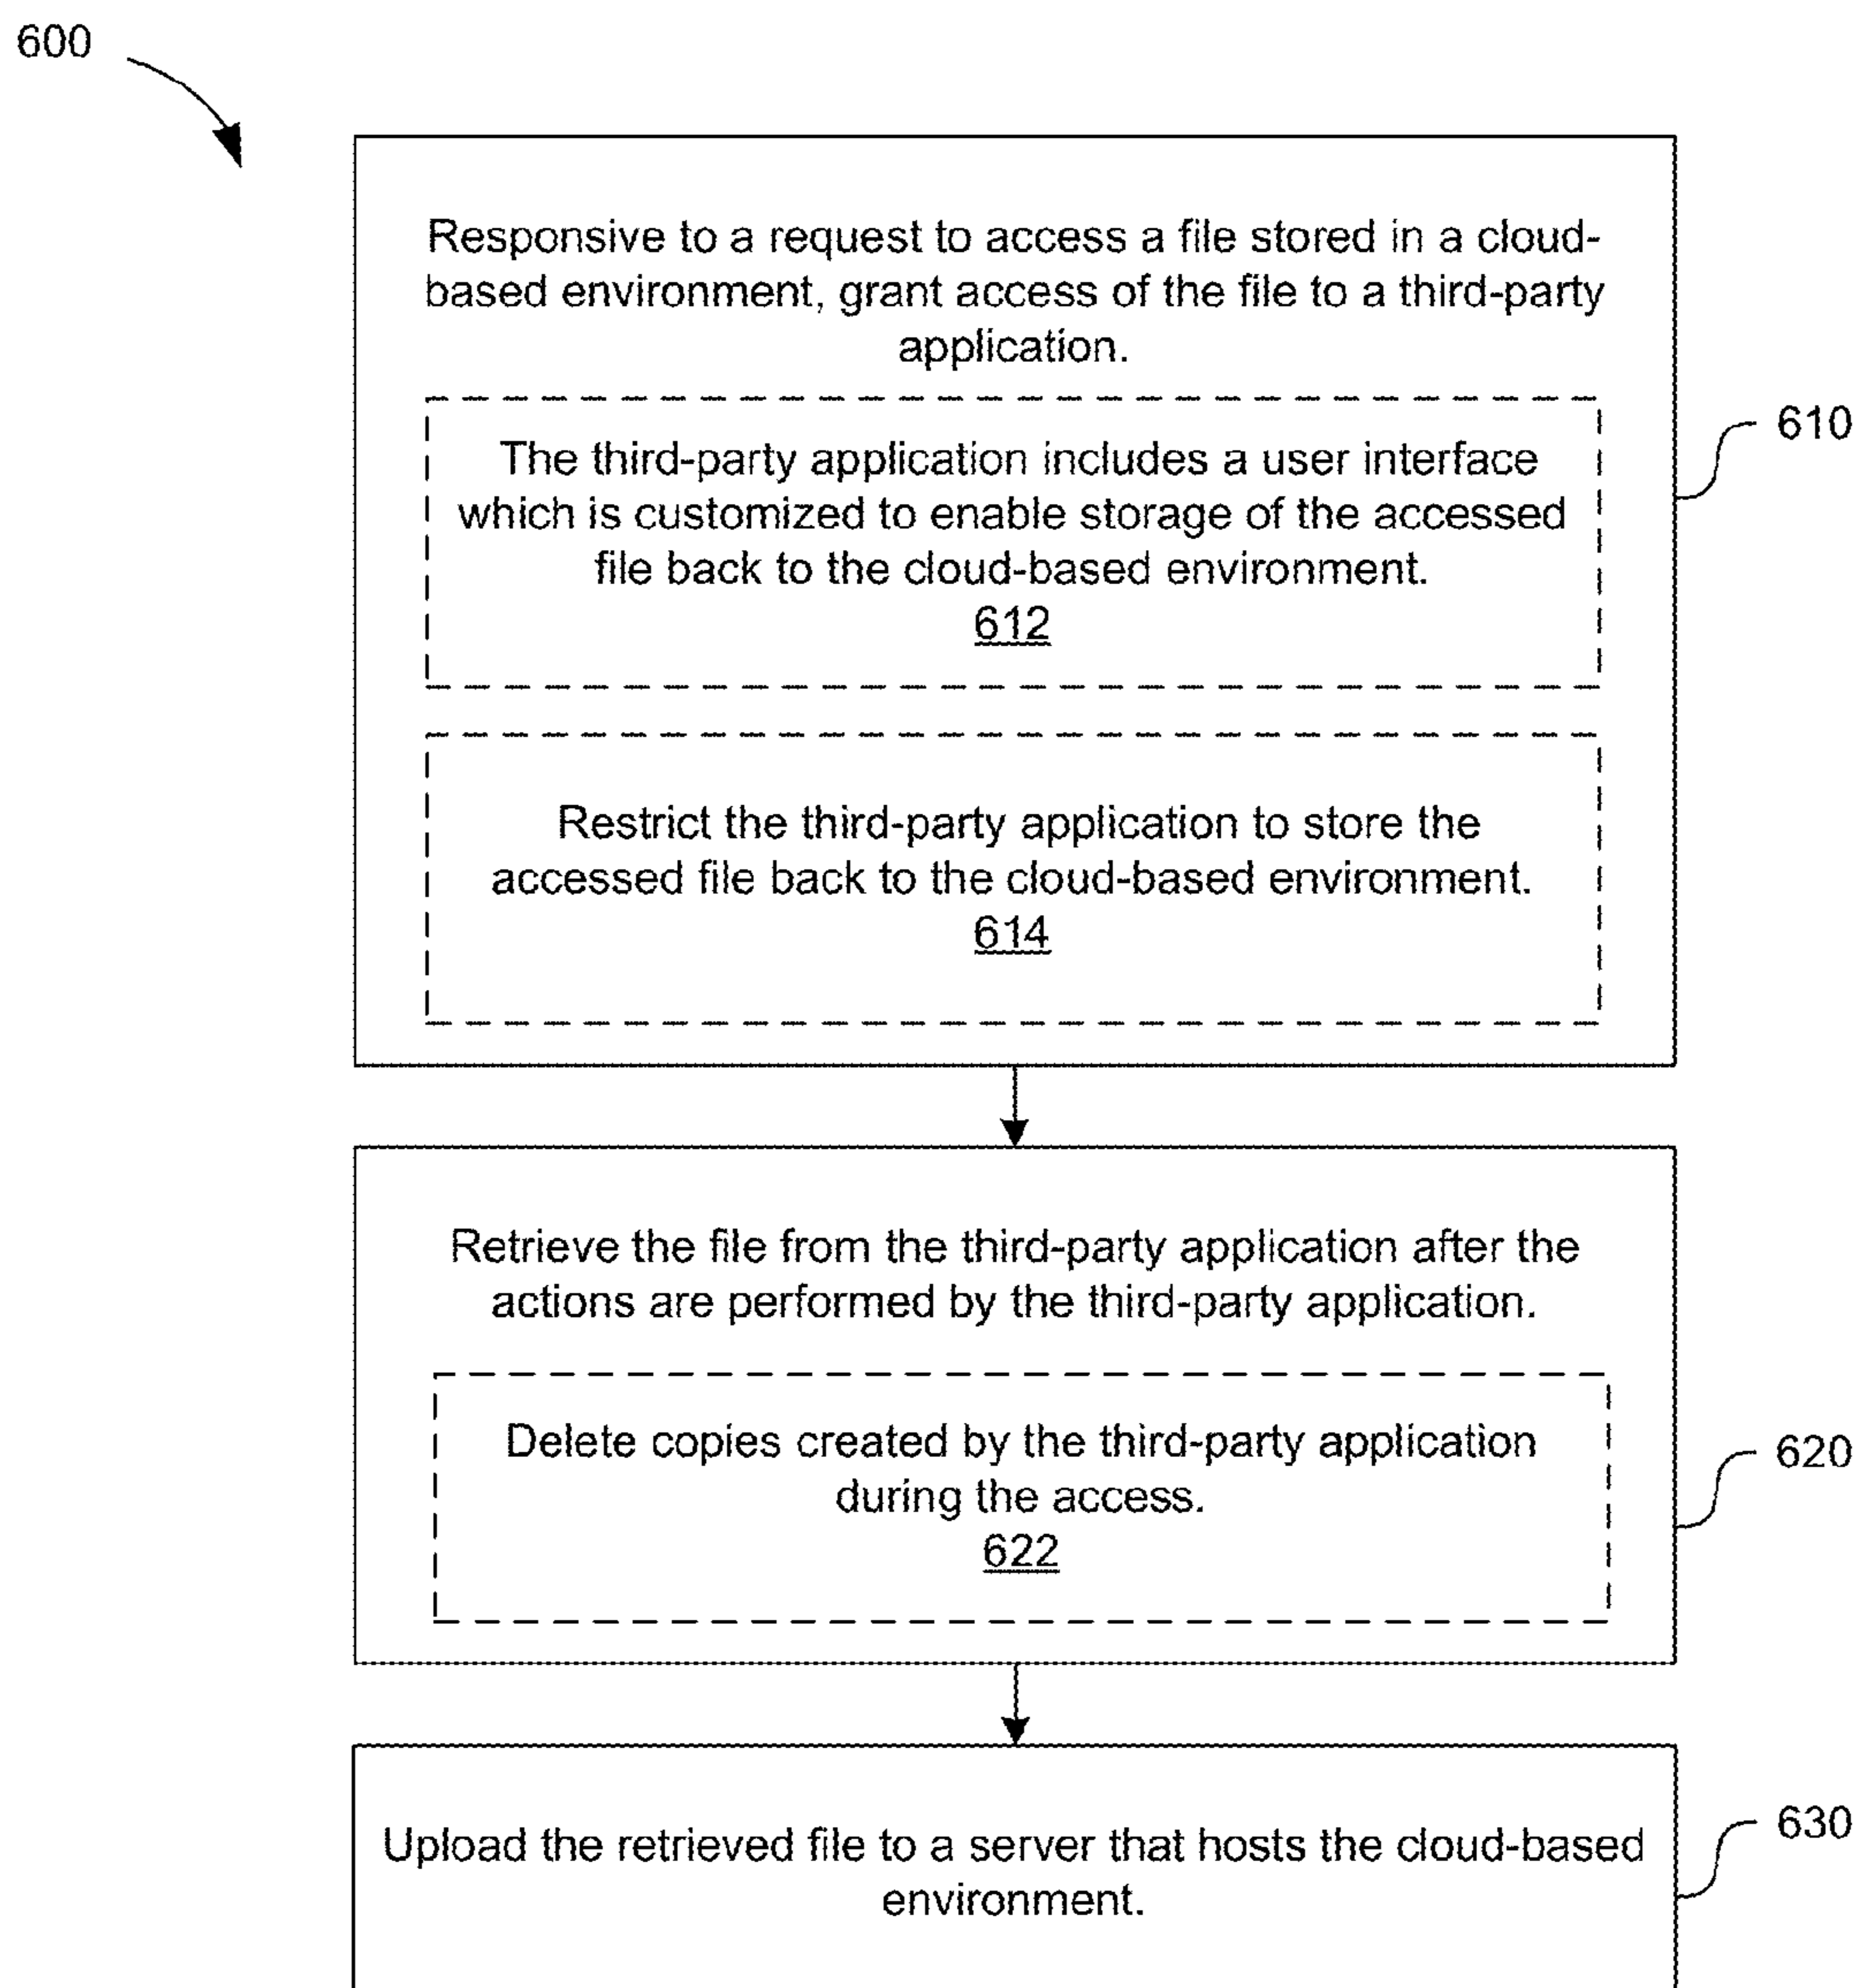 600
Responsive to a request to access a file stored in a cloud-
based environment, grant access of the file to a third-party
application.
The third-party application includes a user interface
which is customized to enable storage of the accessed
file back to the cloud-based environment.
612
610
Restrict the third-party application to store the
accessed file back to the cloud-based environment.
614
Retrieve the file from the third-party application after the
actions are performed by the third-party application.
Delete copies created by the third-party application
during the access.
622
620
Upload the retrieved file to a server that hosts the cloud-based
environment.
630